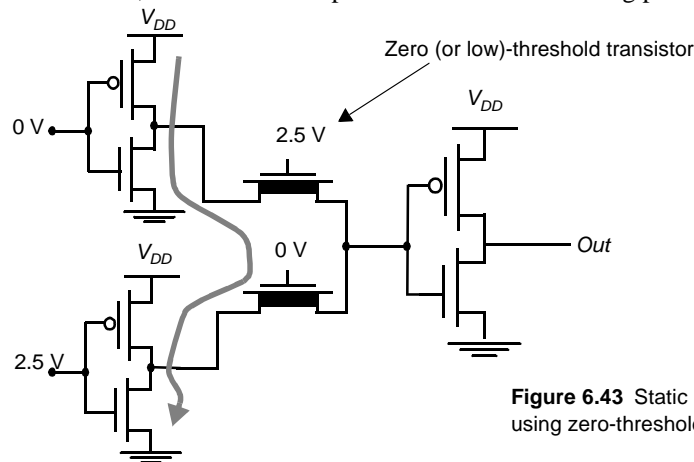 V_DD
Zero (or low)-threshold transistor
V_DD
0 V
2.5 V
V_DD
0 V
Out
2.5 V
Figure 6.43 Static
using zero-threshol